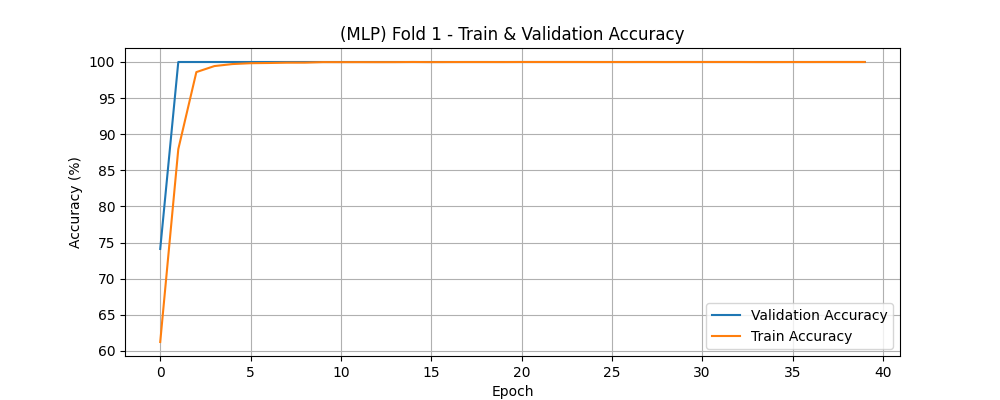 (MLP) Fold 1 - Train & Validation Accuracy
Accuracy (%)
100
95
90
85
80
75
70
65
60
0 5 10 15 20 25 30 35 40
Epoch
Validation Accuracy
Train Accuracy